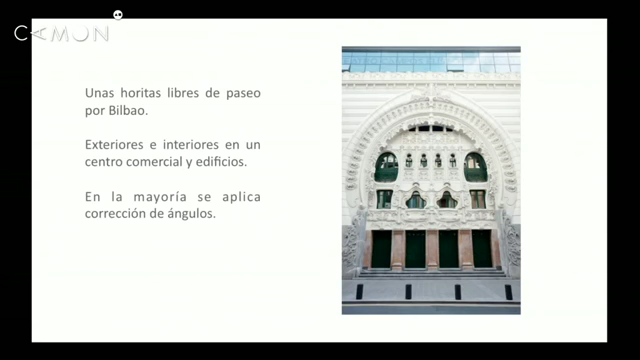 CAMON
Unas horitas libres de paseo
por Bilbao.
Exteriores e interiores en un
centro comercial y edificios.
En la mayoría se aplica
corrección de ángulos.